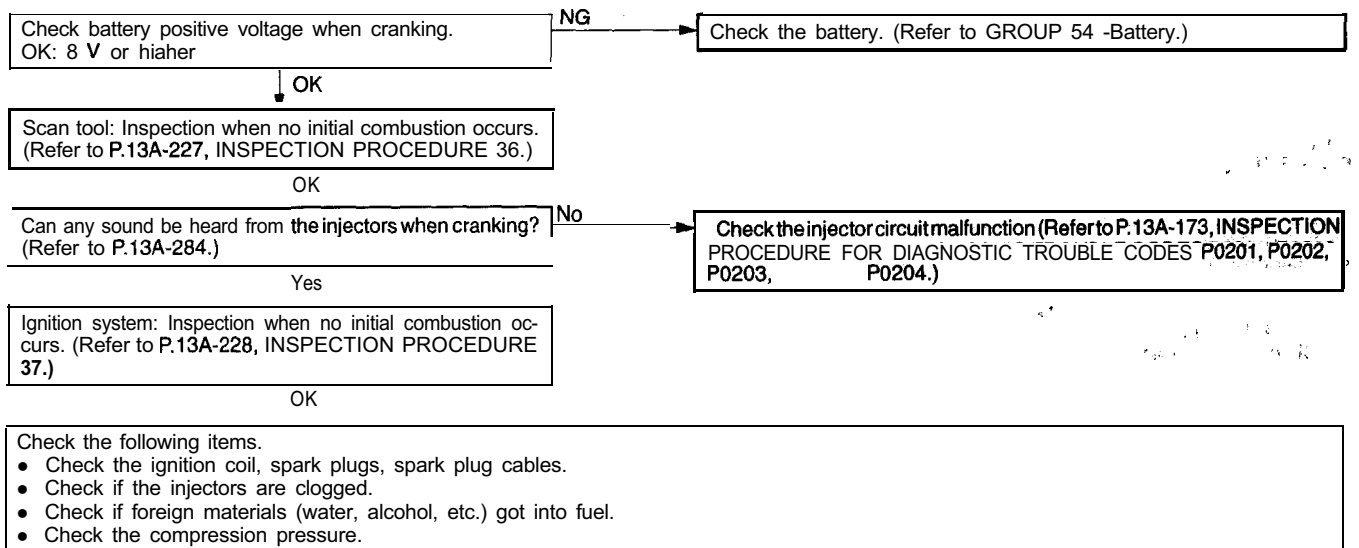 Check battery positive voltage when cranking.
OK: 8 V or hiaher
NG
Check the battery. (Refer to GROUP 54 -Battery.)
OK
Scan tool: Inspection when no initial combustion occurs.
(Refer to P.13A-227, INSPECTION PROCEDURE 36.)
OK
Can any sound be heard from the injectors when cranking?
(Refer to P.13A-284.)
No
Check the injector circuit malfunction (Refer to P.13A-173, INSPECTION
PROCEDURE FOR DIAGNOSTIC TROUBLE CODES P0201, P0202,
P0203, P0204.)
Yes
Ignition system: Inspection when no initial combustion oc-
curs. (Refer to P.13A-228, INSPECTION PROCEDURE
37.)
OK
Check the following items.
● Check the ignition coil, spark plugs, spark plug cables.
● Check if the injectors are clogged.
● Check if foreign materials (water, alcohol, etc.) got into fuel.
● Check the compression pressure.